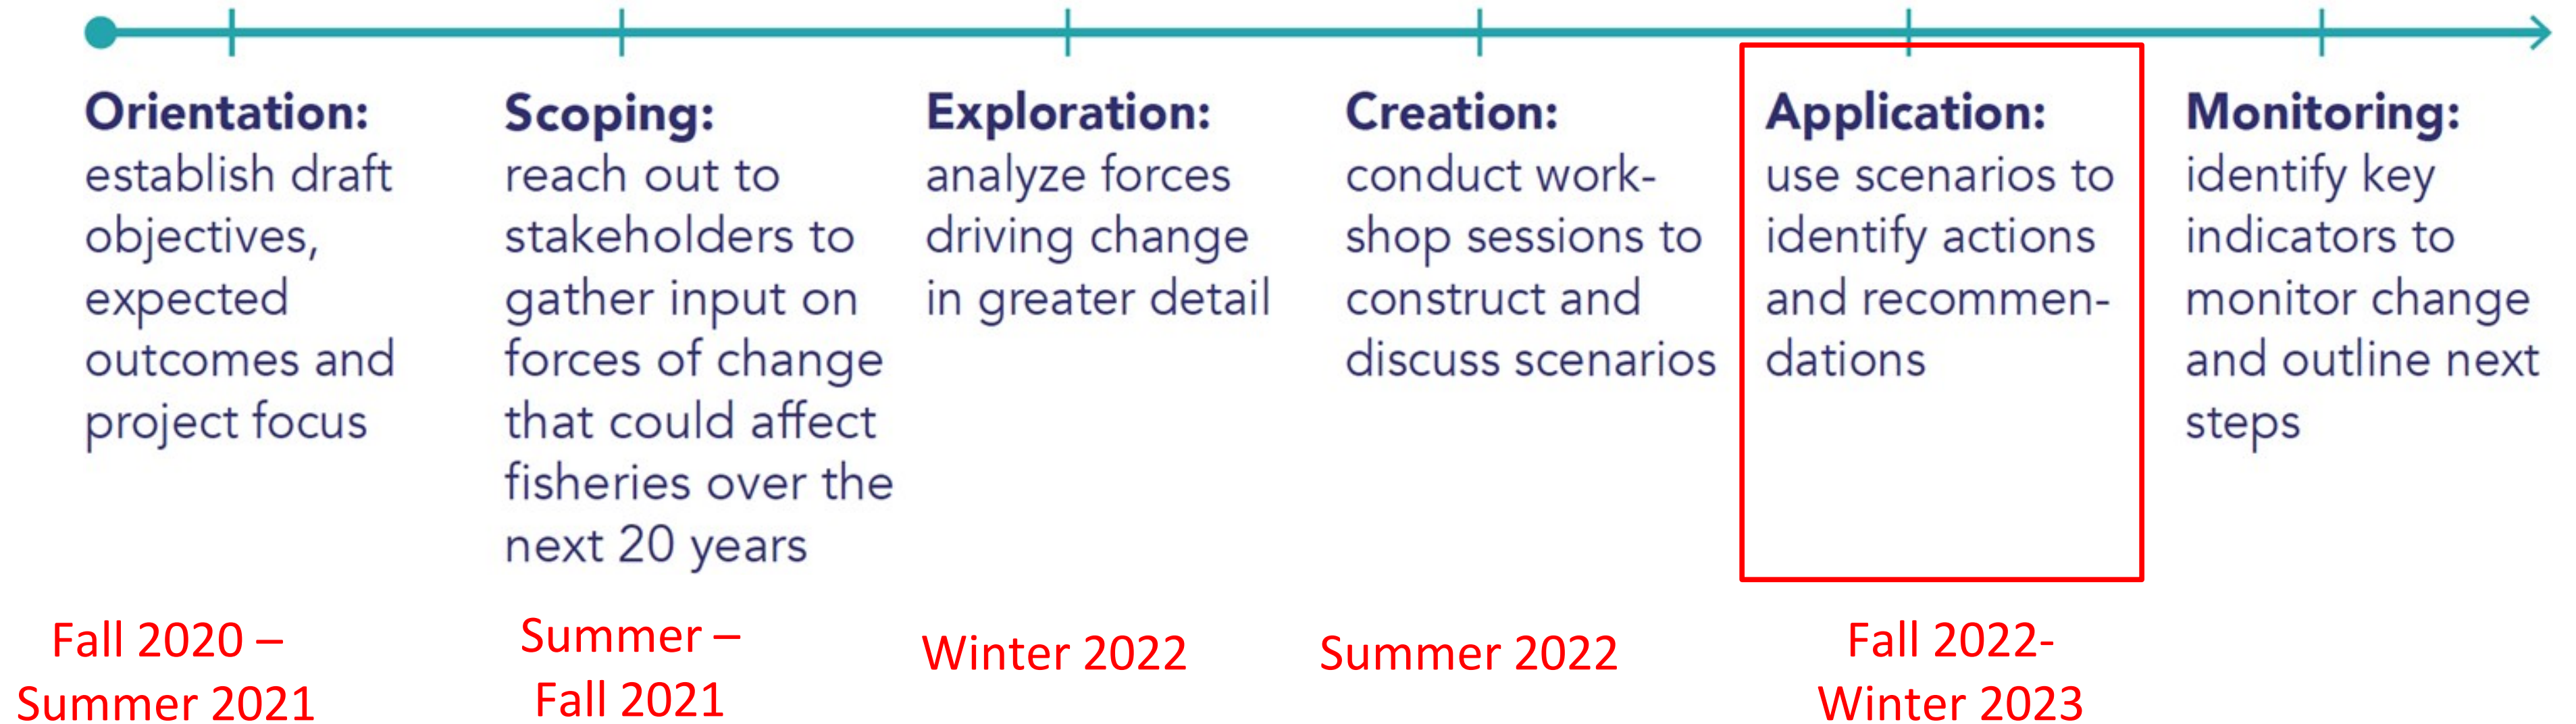 Orientation:
establish draft
objectives,
expected
outcomes and
project focus
Fall 2020 –
Summer 2021
Scoping:
reach out to
stakeholders to
gather input on
forces of change
that could affect
fisheries over the
next 20 years
Summer –
Fall 2021
Exploration:
analyze forces
driving change
in greater detail
Winter 2022
Creation:
conduct work-
shop sessions to
construct and
discuss scenarios
Summer 2022
Application:
use scenarios to
identify actions
and recommen-
dations
Fall 2022-
Winter 2023
Monitoring:
identify key
indicators to
monitor change
and outline next
steps